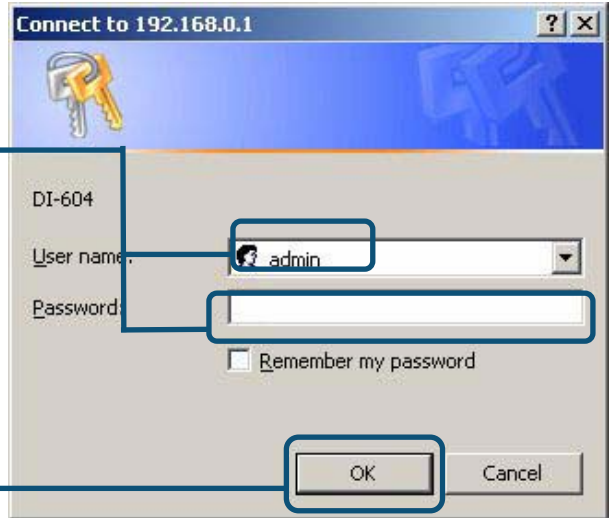 Connect to 192.168.0.1
?
DI-604
User name:
admin
Password:
Remember my password
OK
Cancel